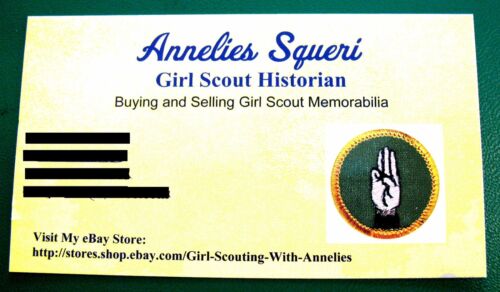 Annelies Squeri
Girl Scout Historian
Buying and Selling Girl Scout Memorabilia
Visit My eBay Store:
http://stores.shop.ebay.com/Girl-Scouting-With-Annelies